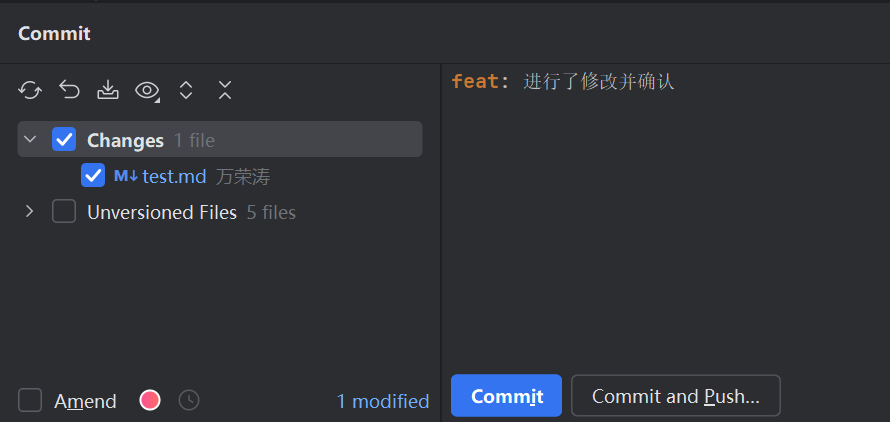 Commit
feat: 进行了修改并确认
Changes 1 file
M↓ test.md 万荣涛
Unversioned Files 5 files
Amend
1 modified
Commit
Commit and Push...